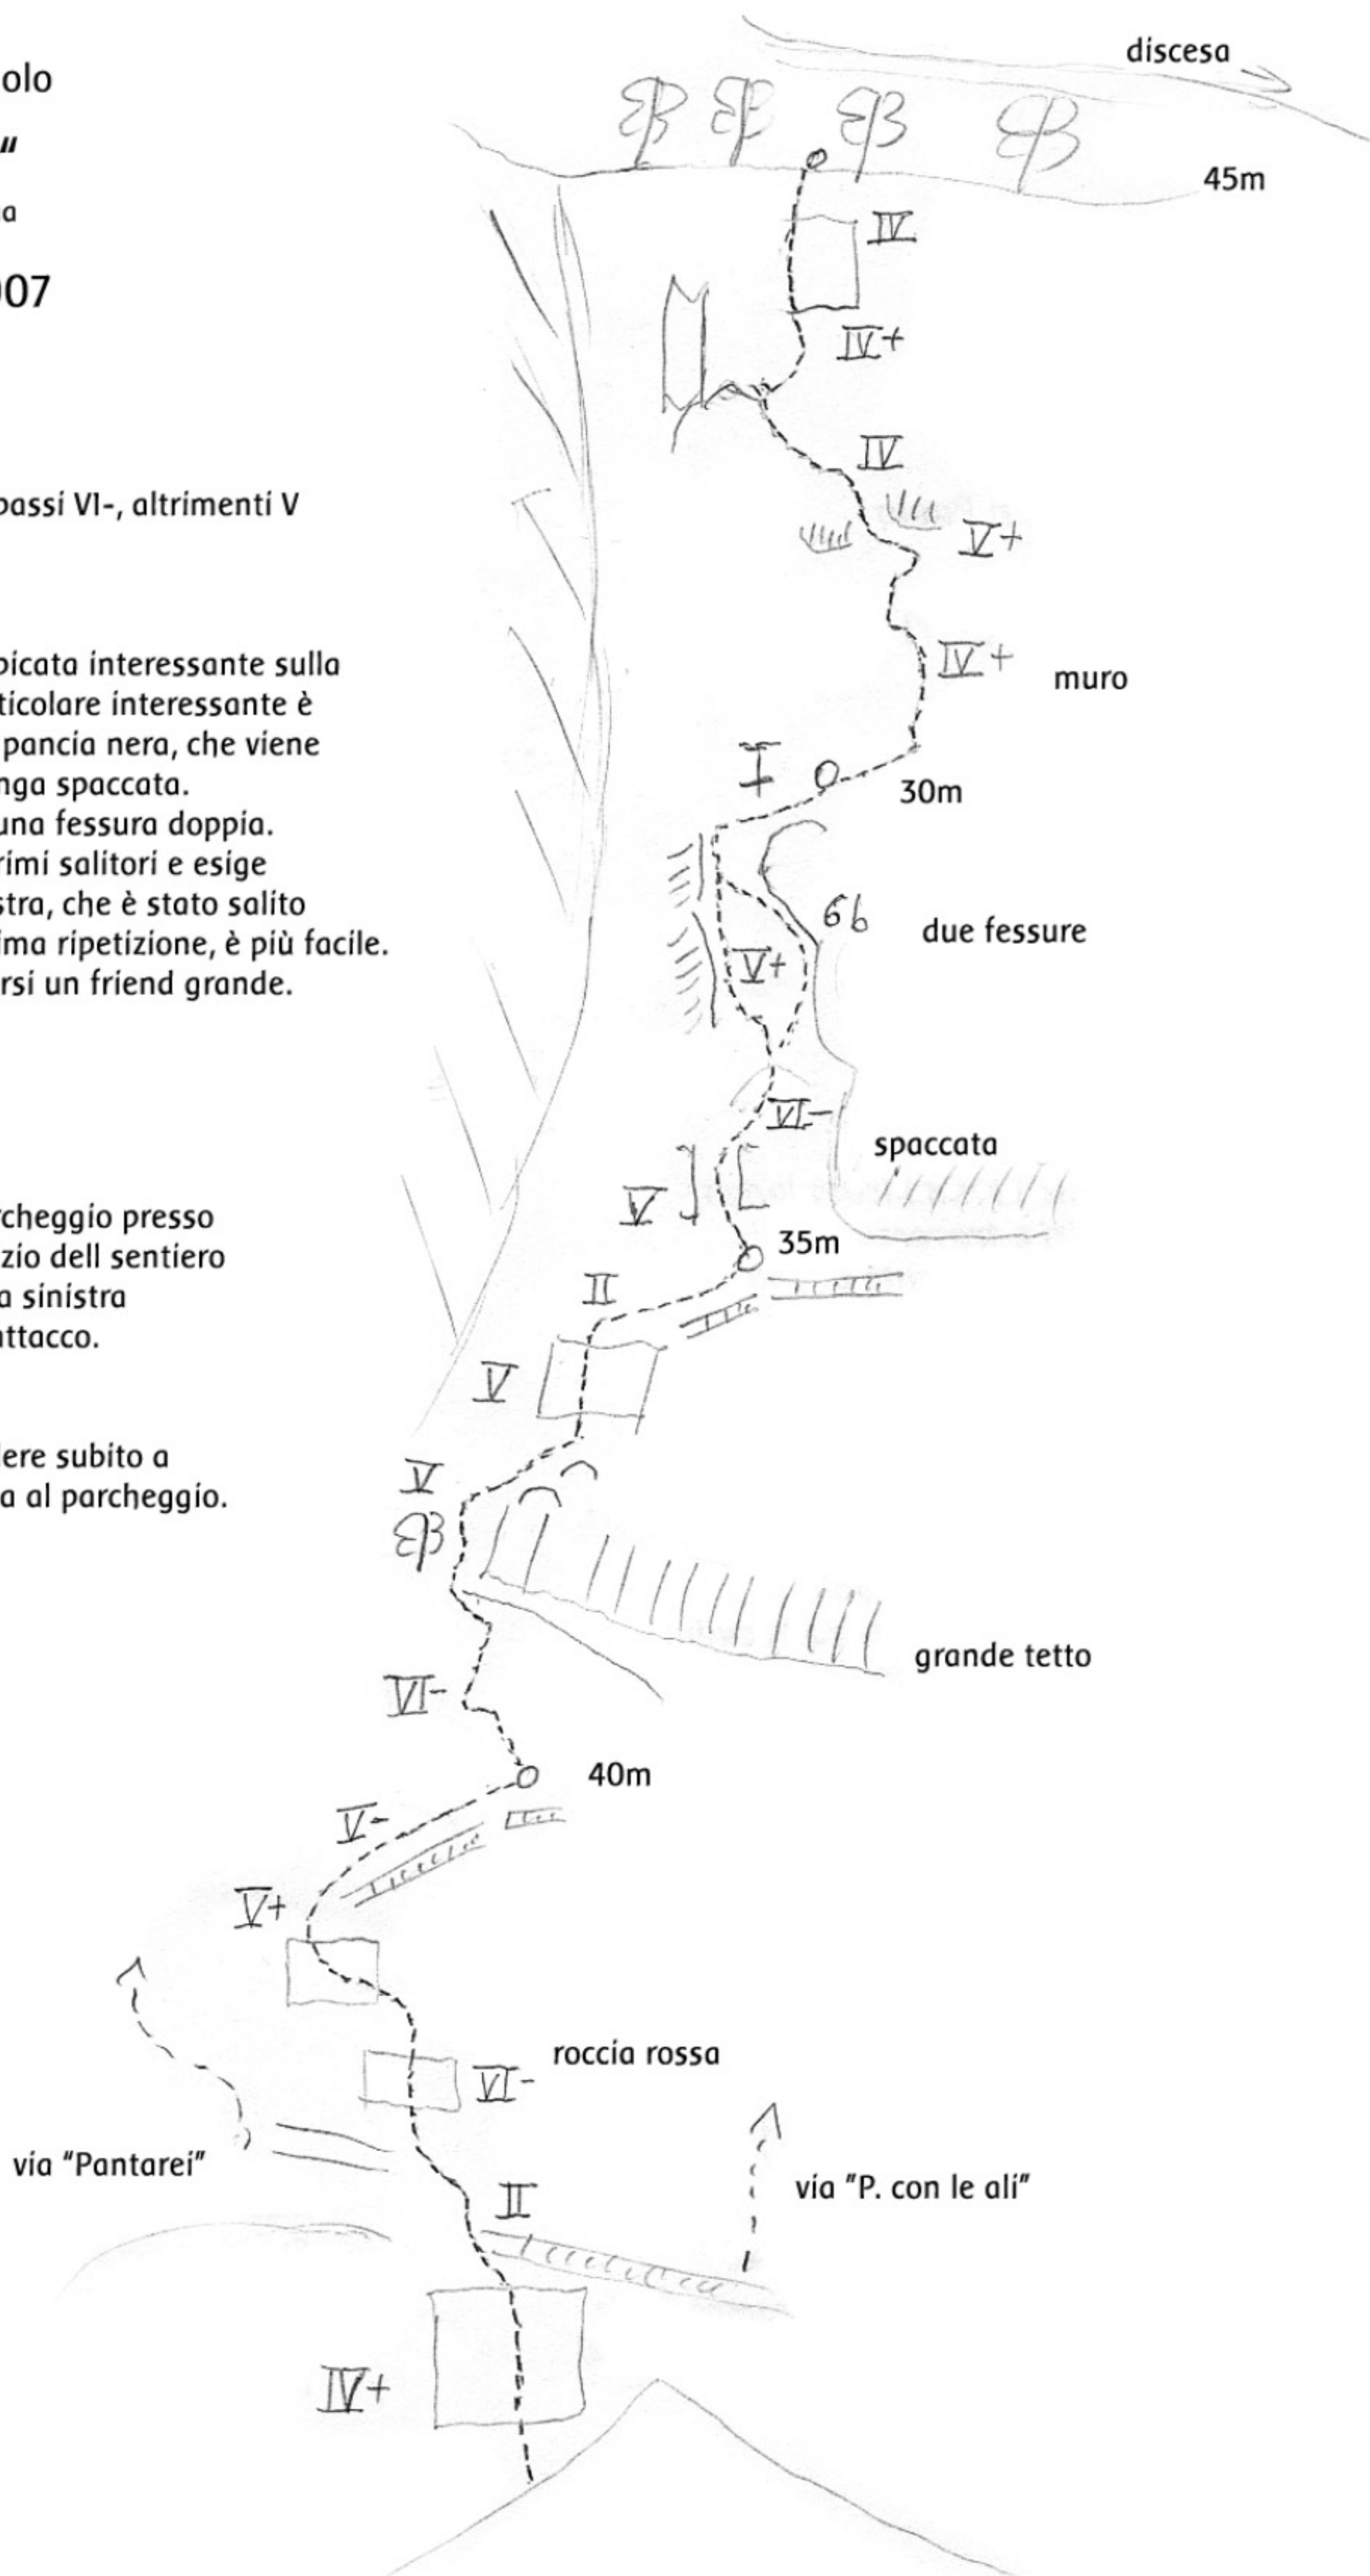 olo
"
a
007
passi VI-, altrimenti V
bicata interessante sulla
ticolare interessante è
pancia nera, che viene
nga spaccata.
una fessura doppia.
rimi salitori e esige
stra, che è stato salito
ima ripetizione, è più facile.
rsi un friend grande.
rcheggio presso
zio dell sentiero
a sinistra
attacco.
dere subito a
a al parcheggio.
discesa
45m
IV
IV+
IV
V+
IV+
muro
I
30m
6b
due fessure
V+
VI-
spaccata
V
35m
II
V
V
grande tetto
VI-
40m
V-
V+
roccia rossa
VI-
via "Pantarei"
II
via "P. con le ali"
IV+